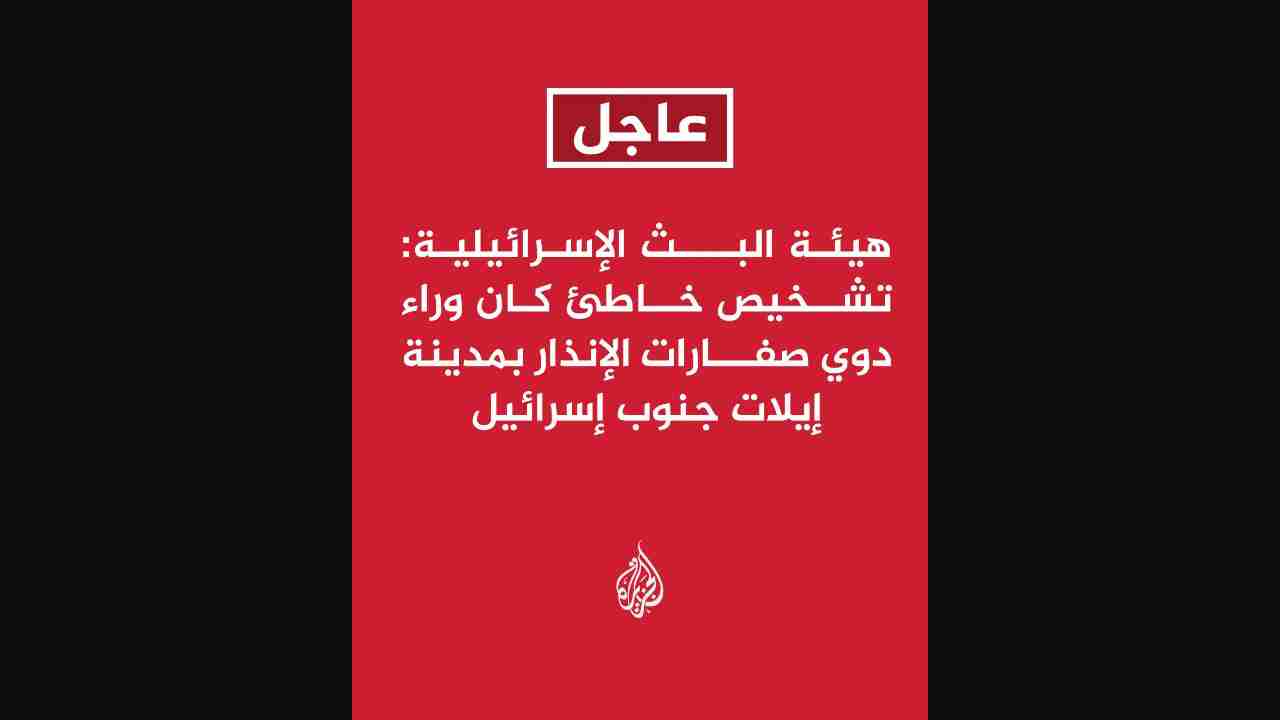 عاجل
هيئة البث الإسرائيلية:
تشخيص خاطئ كان وراء
دوي صفارات الإنذار بمدينة
إيلات جنوب إسرائيل
الجزيرة